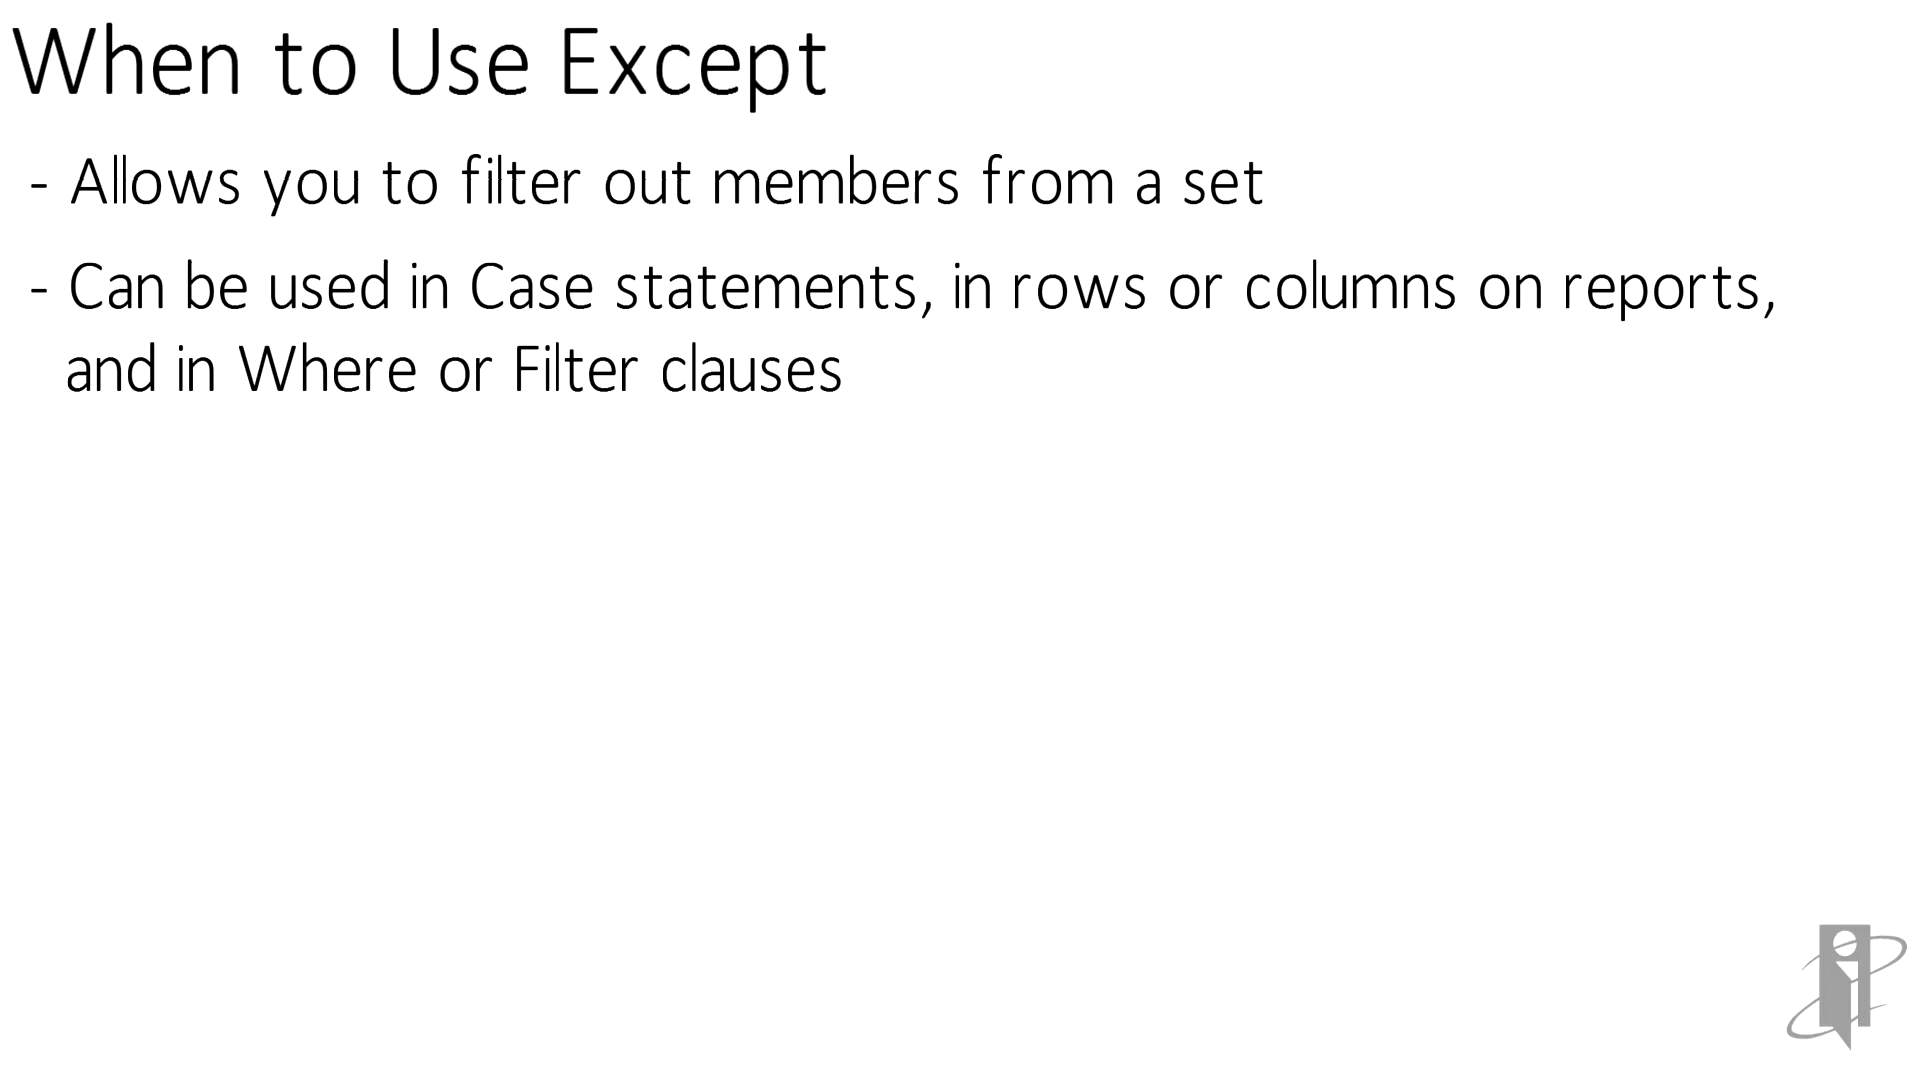 When to Use Except
- Allows you to filter out members from a set
- Can be used in Case statements, in rows or columns on reports,
and in Where or Filter clauses